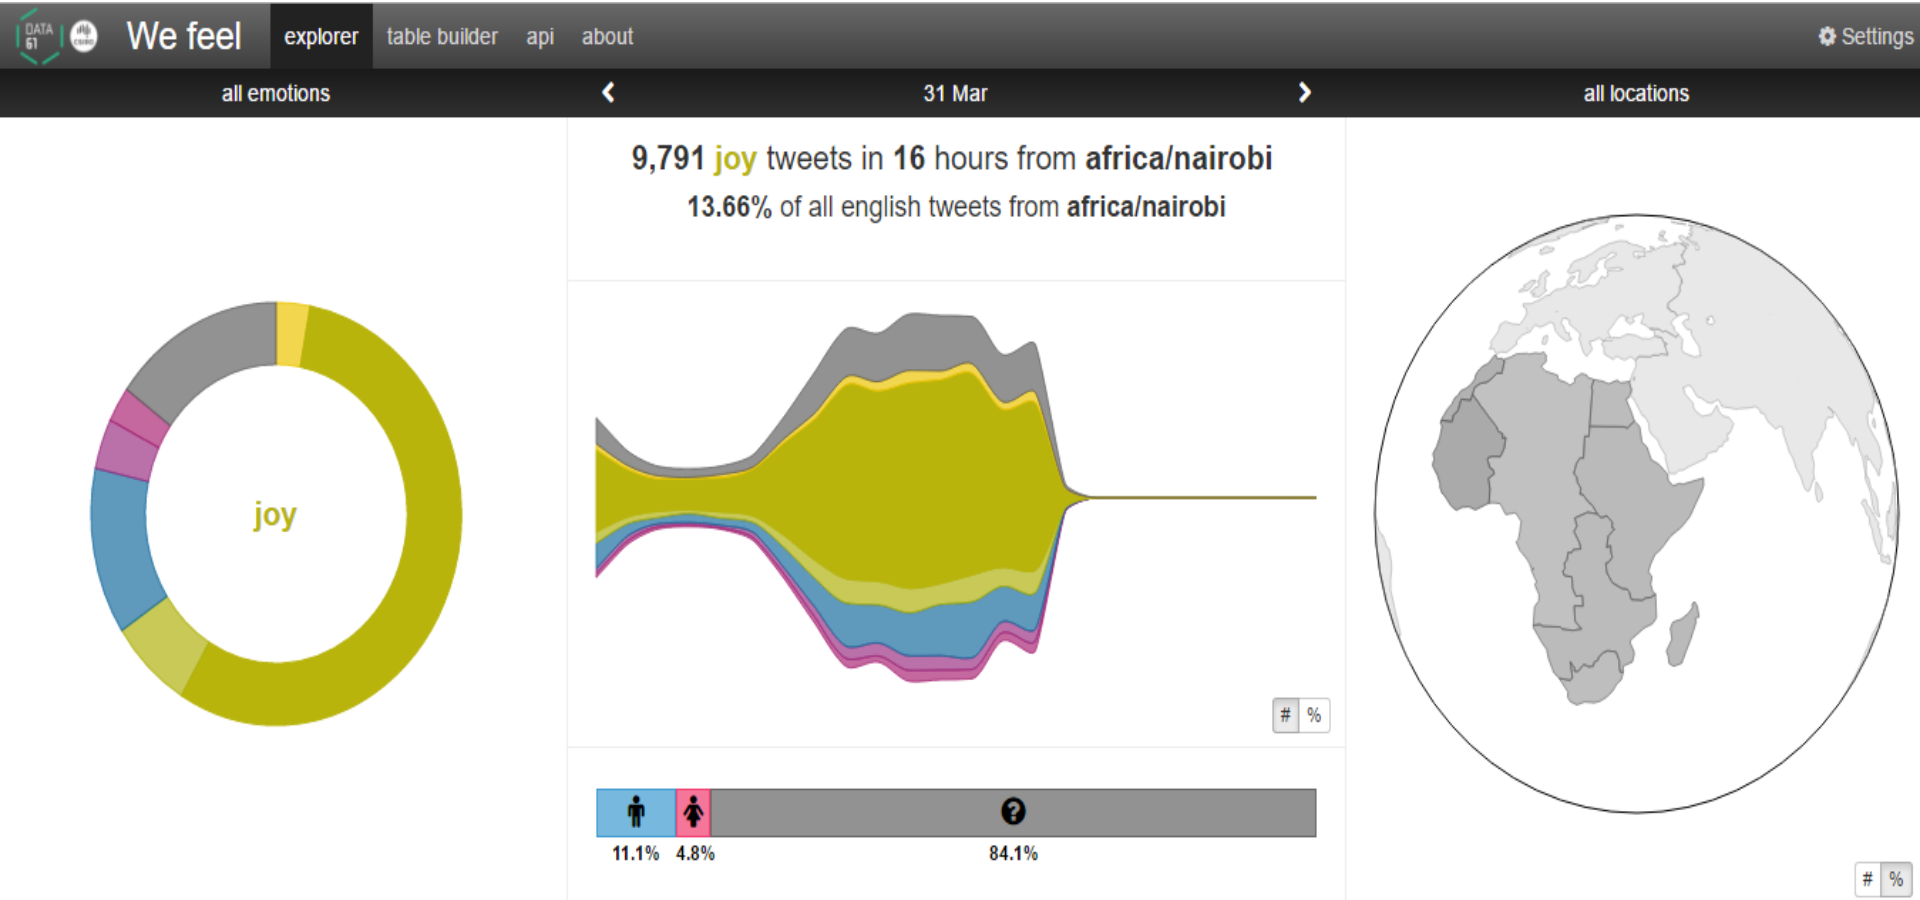 DATA 61 CSIRO We feel explorer table builder api about Settings
all emotions 31 Mar all locations
9,791 joy tweets in 16 hours from africa/nairobi
13.66% of all english tweets from africa/nairobi
joy
# %
?
11.1% 4.8% 84.1%
# %